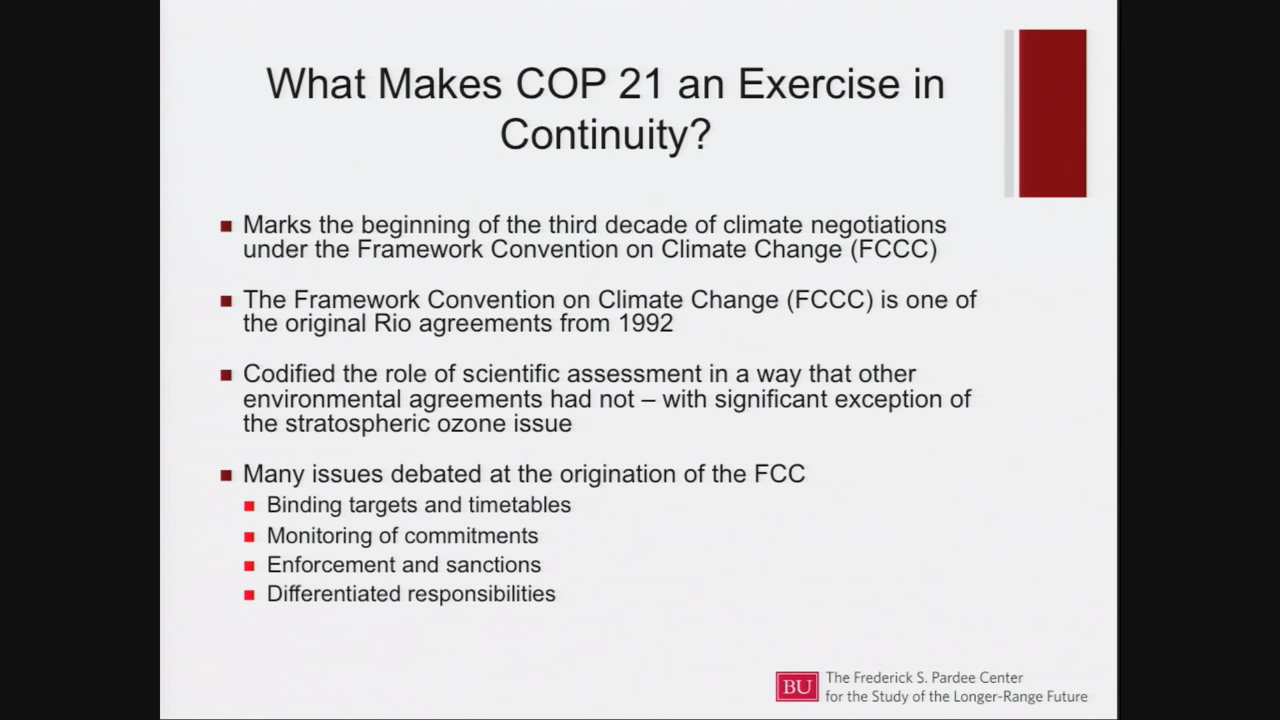 What Makes COP 21 an Exercise in
Continuity?
Marks the beginning of the third decade of climate negotiations
under the Framework Convention on Climate Change (FCCC)
The Framework Convention on Climate Change (FCCC) is one of
the original Rio agreements from 1992
Codified the role of scientific assessment in a way that other
environmental agreements had not – with significant exception of
the stratospheric ozone issue
Many issues debated at the origination of the FCC
Binding targets and timetables
Monitoring of commitments
Enforcement and sanctions
Differentiated responsibilities
BU
The Frederick S. Pardee Center
for the Study of the Longer-Range Future